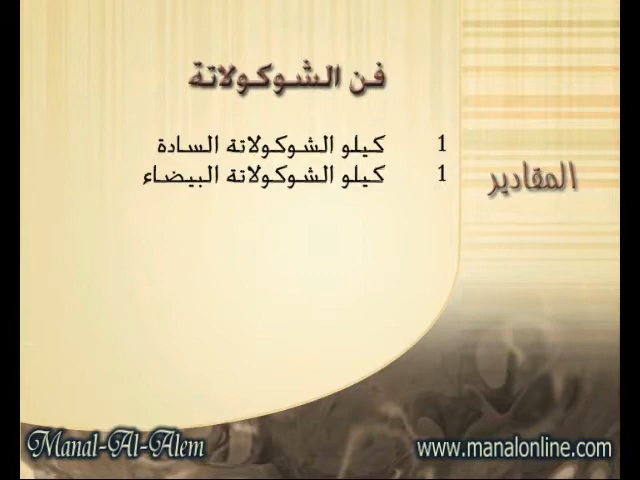 فن الشوكولاتة
المقادير
1 كيلو الشوكولاتة السادة
1 كيلو الشوكولاتة البيضاء
Manal-Al-Alem
www.manalonline.com